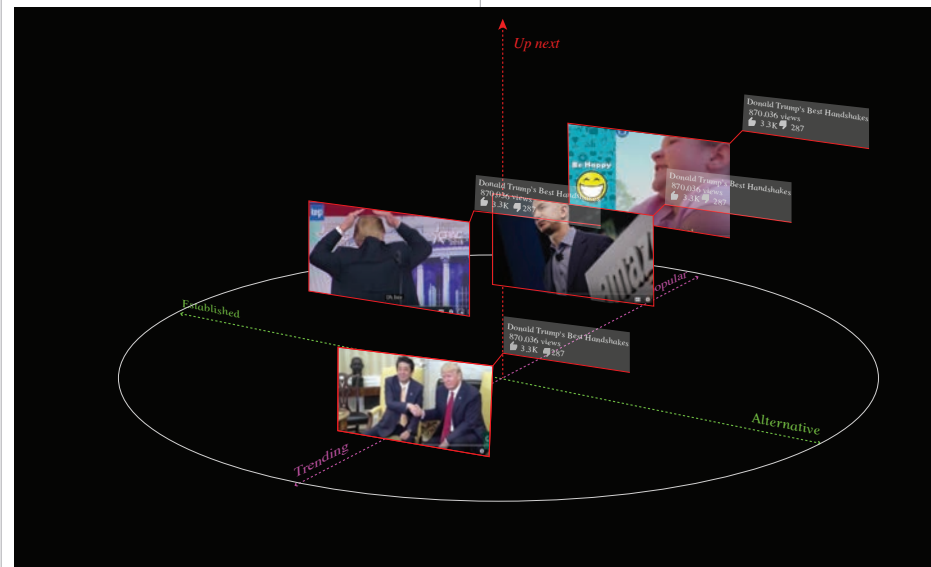 Up next
Donald Trump's Best Handshakes
870.036 views
3.3K 287
Be Happy
Donald Trump's Best Handshakes
870.036 views
3.3K 287
Donald Trump's Best Handshakes
870.036 views
3.3K 287
amaz
opular
Established
Donald Trump's Best Handshakes
870.036 views
3.3K 287
Alternative
Trending